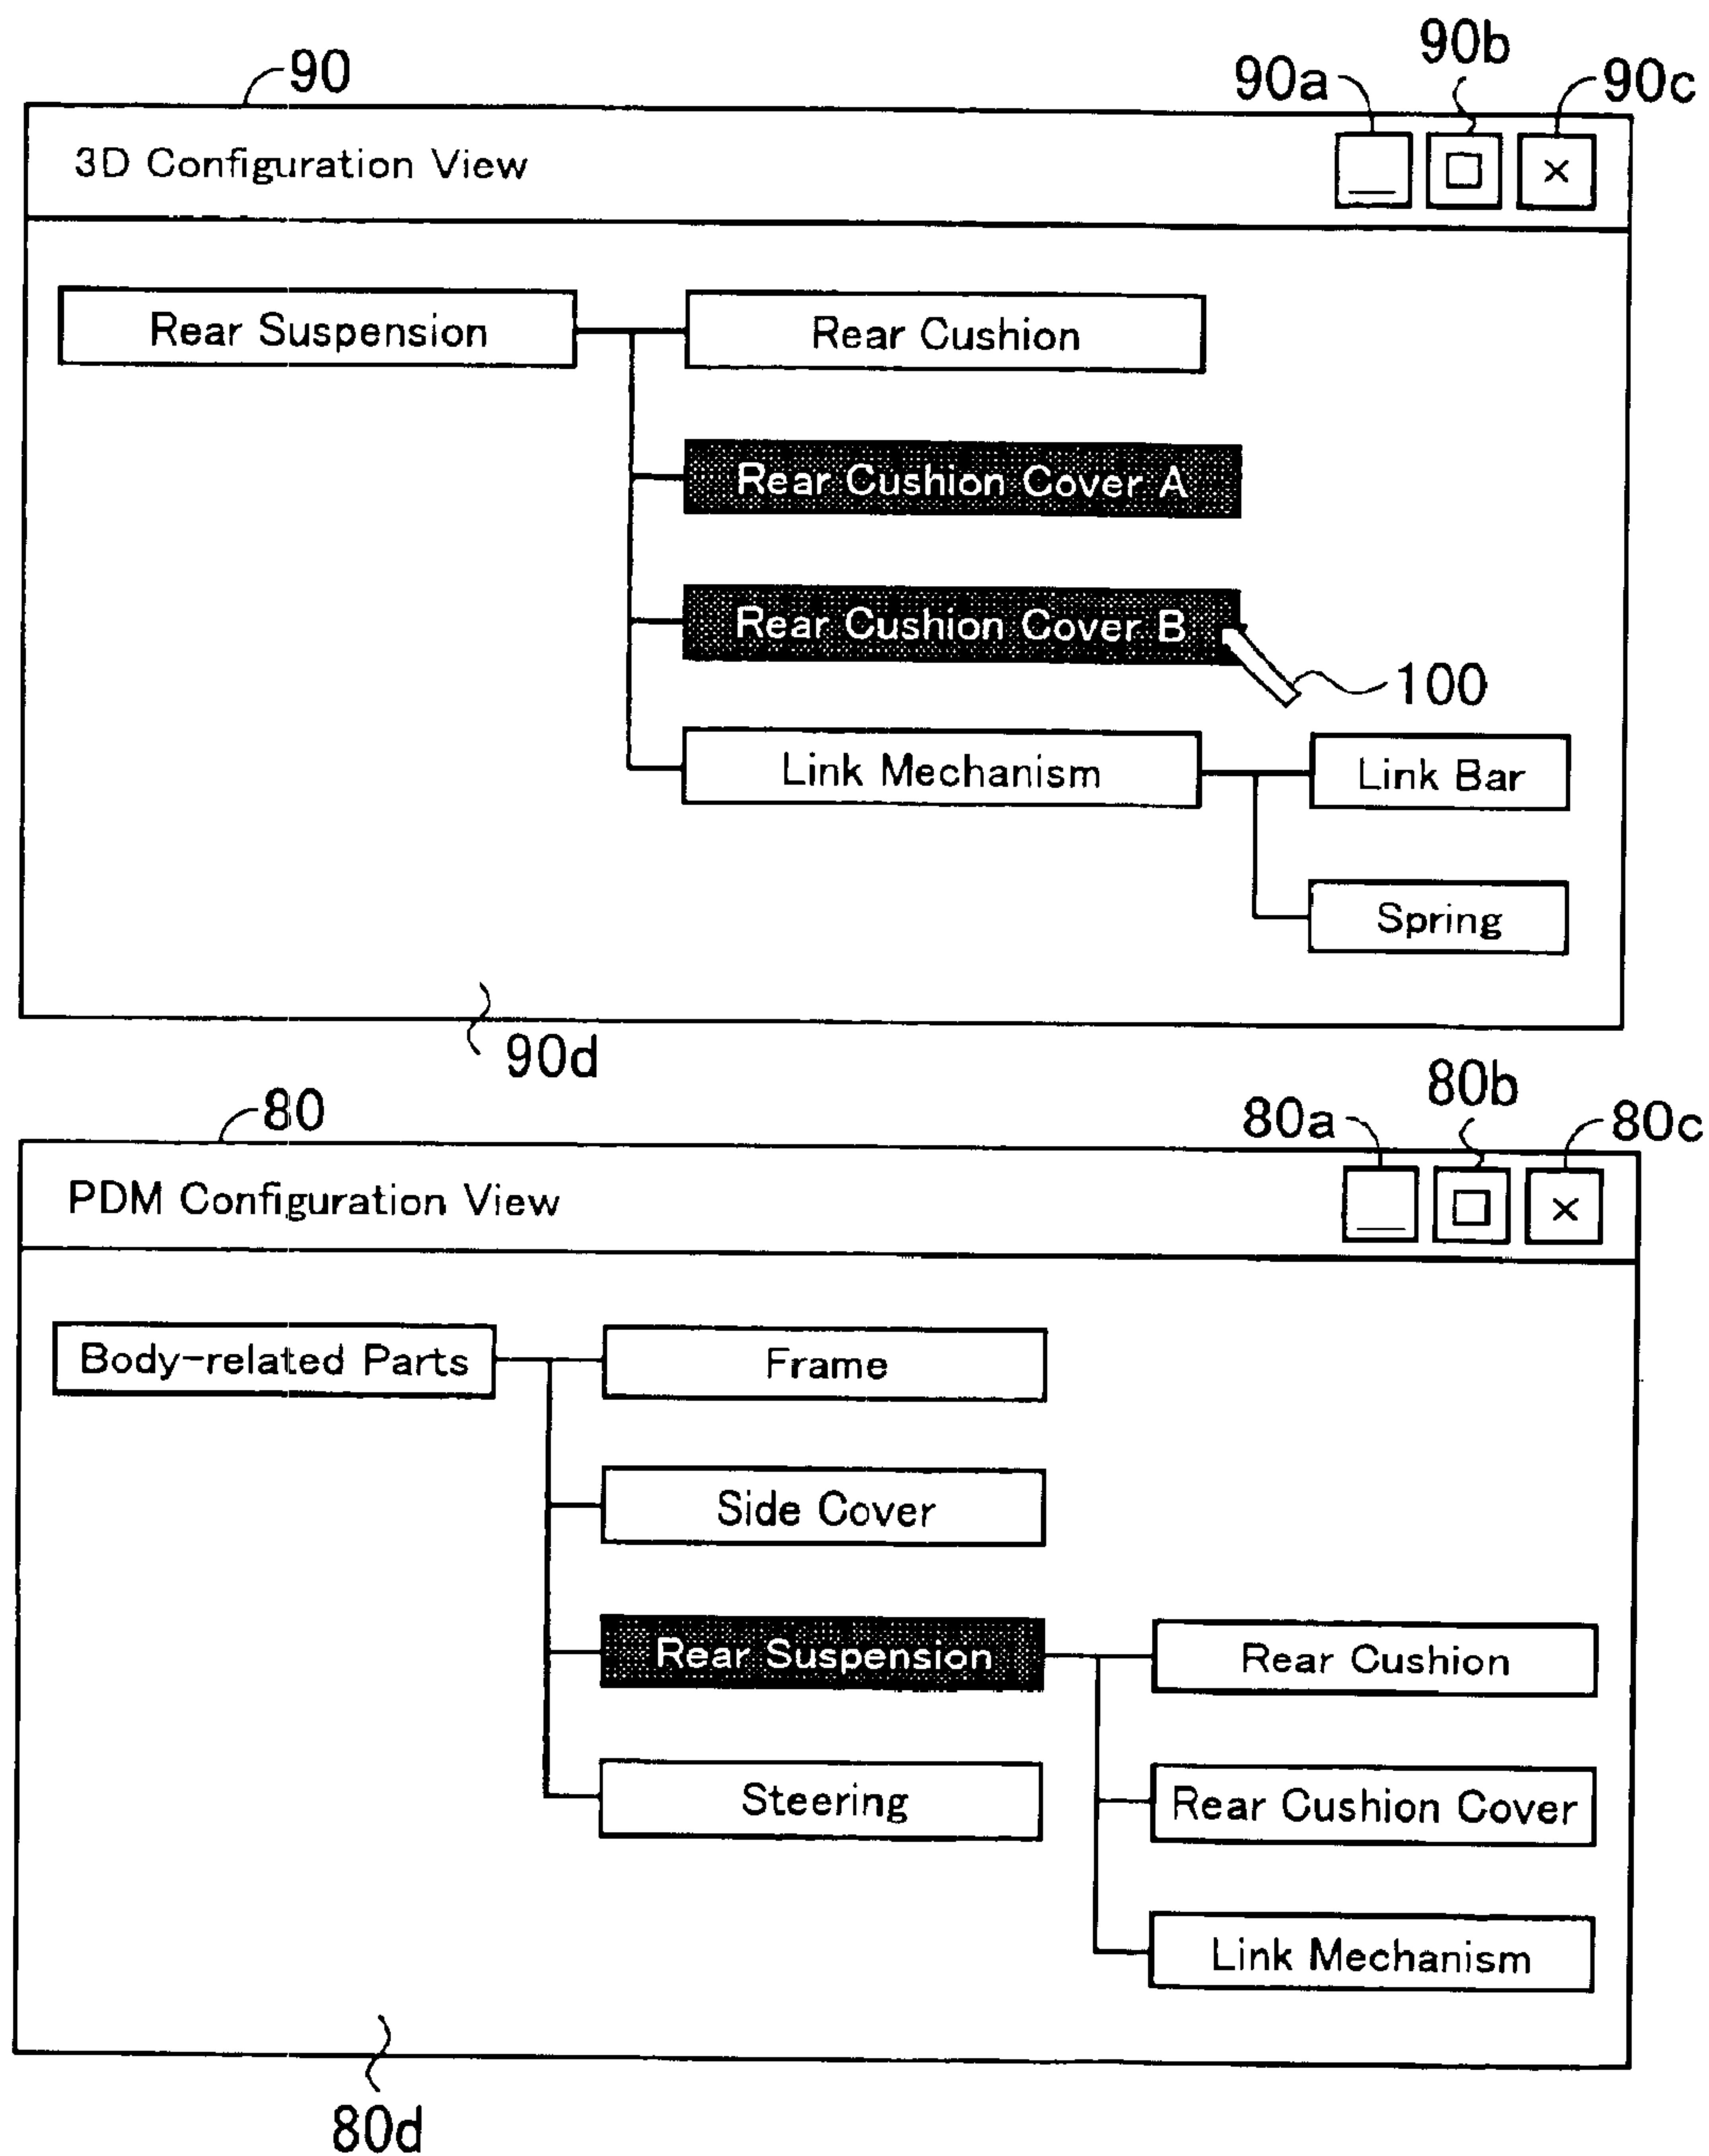 90
90a
90b
90c
3D Configuration View
Rear Suspension
Rear Cushion
Rear Cushion Cover A
Rear Cushion Cover B
100
Link Mechanism
Link Bar
Spring
90d
80
80a
80b
80c
PDM Configuration View
Body-related Parts
Frame
Side Cover
Rear Suspension
Rear Cushion
Steering
Rear Cushion Cover
Link Mechanism
80d